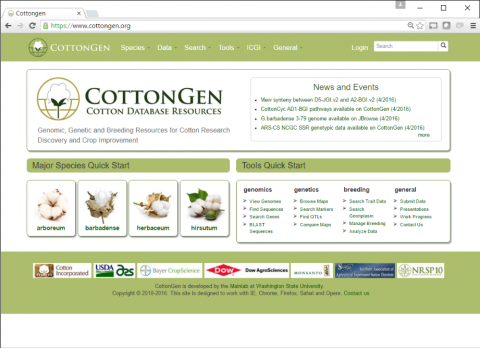 Cottongen
https://www.cottongen.org
COTTONGEN Species Data Search Tools ICGI General Login Search
COTTONGEN
COTTON DATABASE RESOURCES
Genomic, Genetic and Breeding Resources for Cotton Research
Discovery and Crop Improvement
News and Events
View synteny between D5-JGI.v2 and A2-BGI.v2 (4/2016)
CottonCyc AD1-BGI pathways available on CottonGen (4/2016)
G.barbadense 3-79 genome available on JBrowse (4/2016)
ARS-CS NCGC SSR genotypic data available on CottonGen (4/2016)
more
Major Species Quick Start
arboreum
barbadense
herbaceum
hirsutum
Tools Quick Start
genomics
View Genomes
Find Sequences
Search Genes
BLAST
Sequences
genetics
Browse Maps
Search Markers
Find QTLs
Compare Maps
breeding
Search Trait Data
Search
Germplasm
Manage Breeding
Analyze Data
general
Submit Data
Presentations
Work Progress
Contact Us
Cotton
Incorporated
USDA
Bayer CropScience
Dow Dow AgroSciences
MONSANTO
NRSP10
CottonGen is developed by the Mainlab at Washington State University
Copyright © 2010-2016. This site is designed to work with IE, Chrome, Firefox, Safari and Opera. Contact us